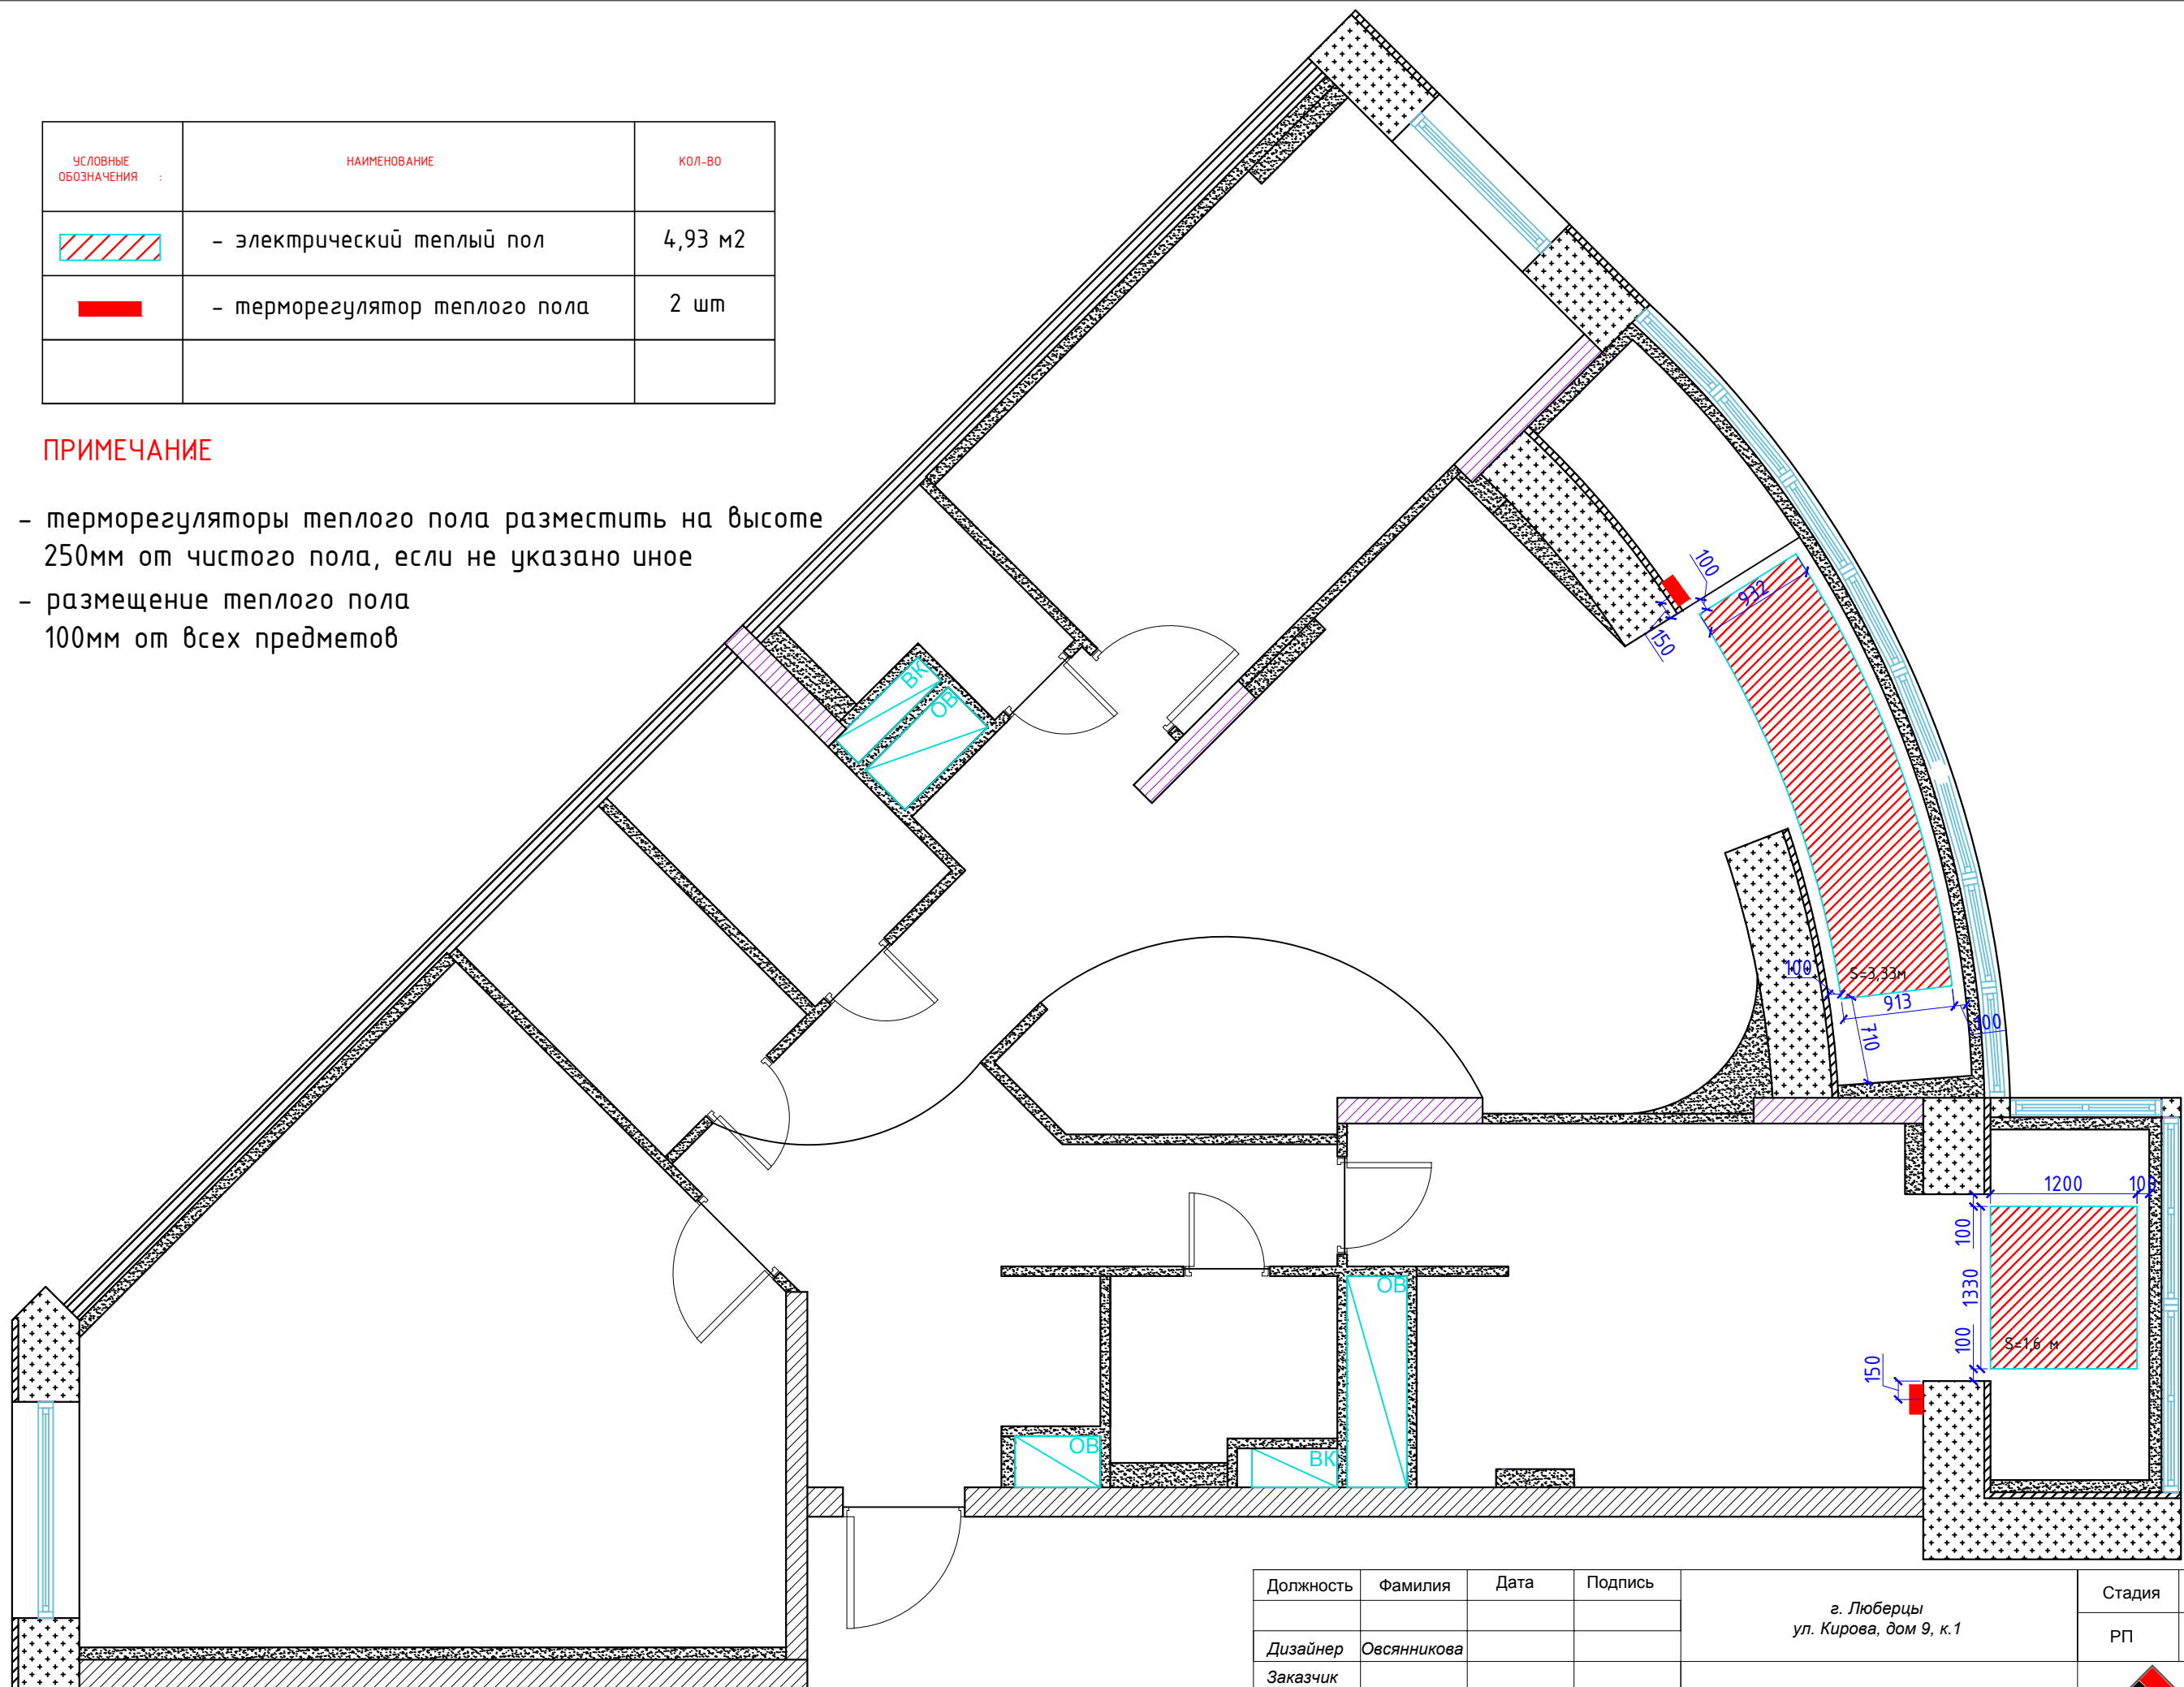 УСЛОВНЫЕ
ОБОЗНАЧЕНИЯ :
НАИМЕНОВАНИЕ
КОЛ-ВО
- электрический теплый пол
4,93 м2
- терморегулятор теплого пола
2 шт
ПРИМЕЧАНИЕ
- терморегуляторы теплого пола разместить на высоте
250мм от чистого пола, если не указано иное
- размещение теплого пола
100мм от всех предметов
ВК
ОВ
100
932
150
100
S=3,33м
913
100
710
1200
100
100
1330
100
S=1,6 м
150
ОВ
ОВ
ВК
Должность
Фамилия
Дата
Подпись
г. Люберцы
ул. Кирова, дом 9, к.1
Стадия
РП
Дизайнер
Овсянникова
Заказчик